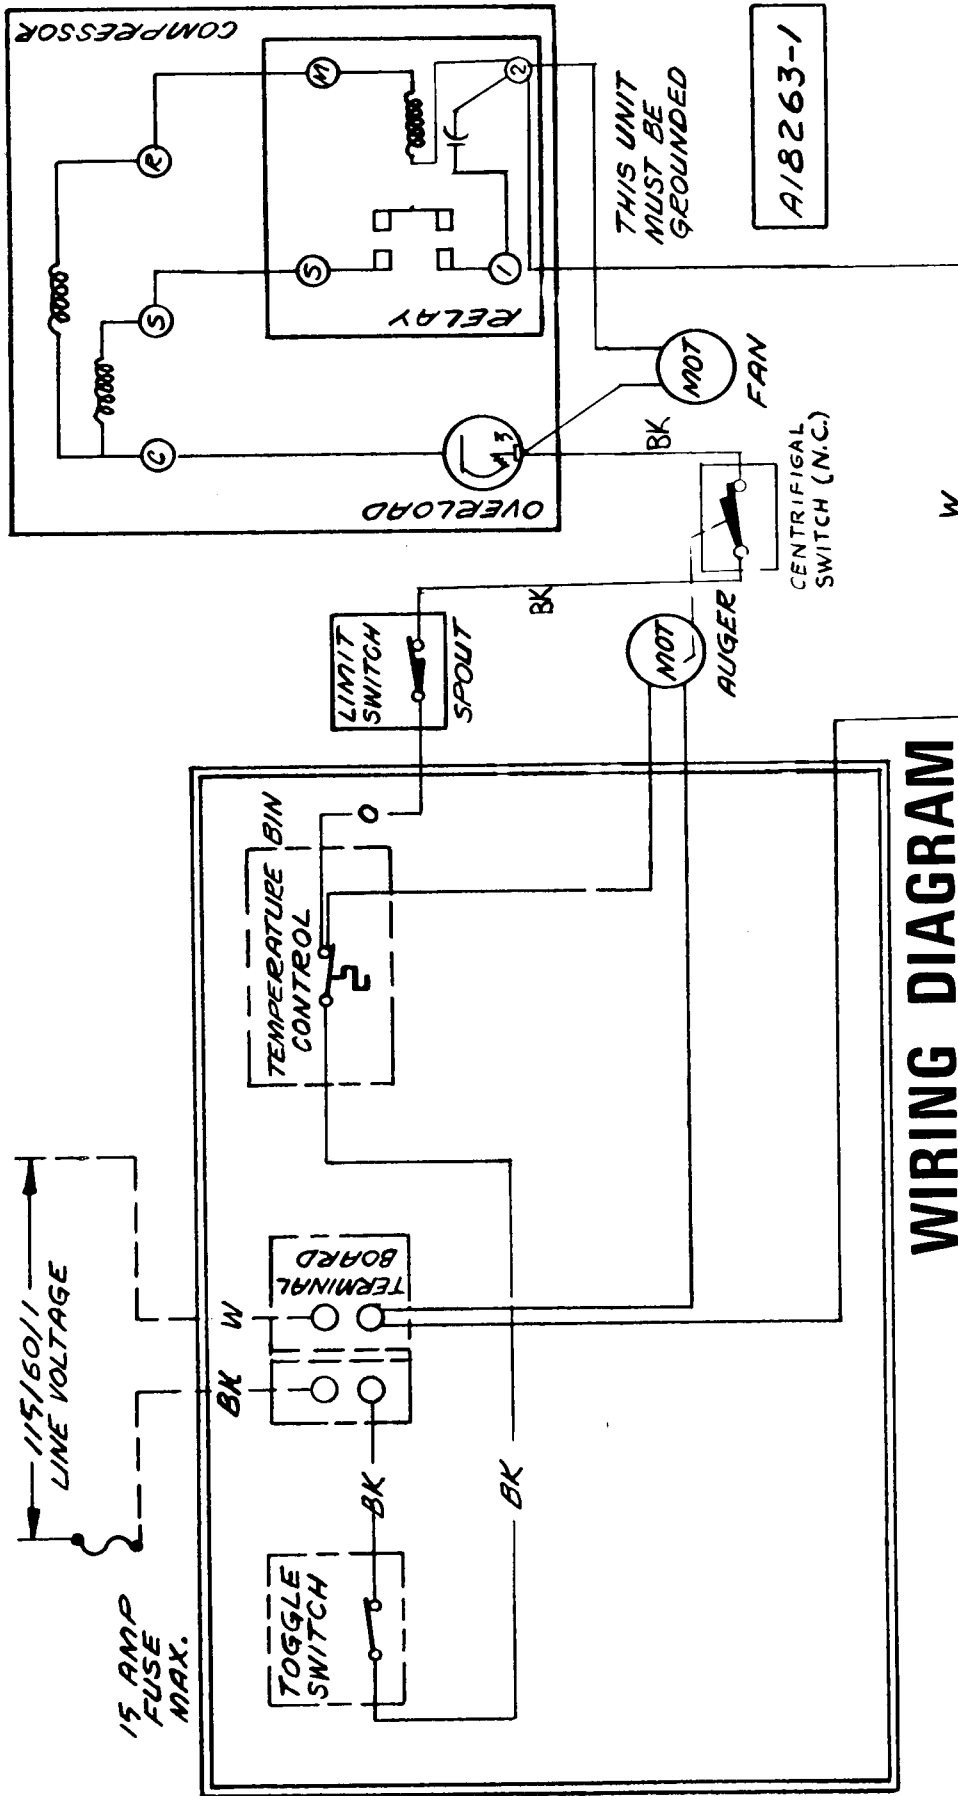 COMPRESSOR
R
S
C
M
S
2
1
RELAY
OVERLOAD
3
THIS UNIT
MUST BE
GROUNDED
A18263-1
MOT
FAN
BK
CENTRIFIGAL
SWITCH (N.C.)
W
BK
LIMIT
SWITCH
SPOUT
MOT
AUGER
BIN
TEMPERATURE
CONTROL
O
115/60/1
LINE VOLTAGE
15 AMP
FUSE
MAX.
W
BK
TERMINAL
BOARD
BK
BK
TOGGLE
SWITCH
WIRING DIAGRAM